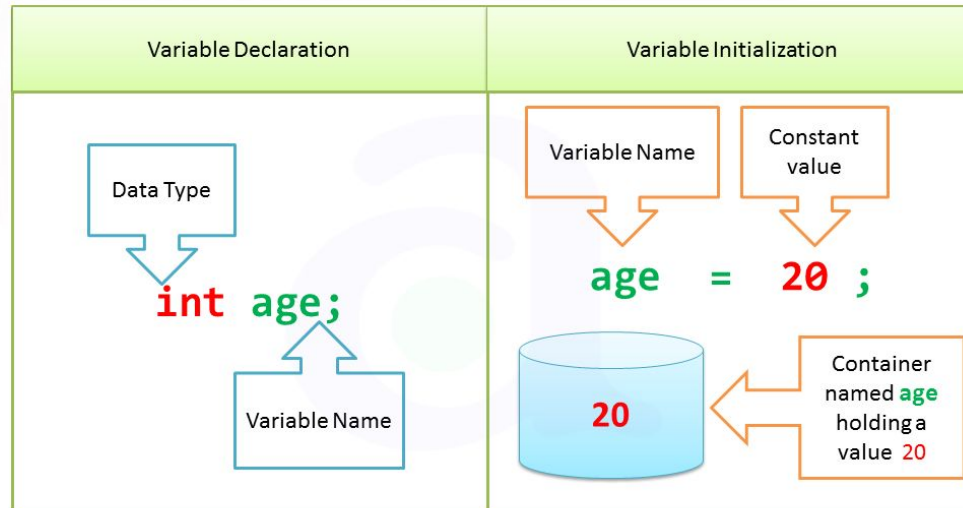 Variable Declaration
Variable Initialization
Data Type
int age;
Variable Name
Variable Name
Constant
value
age = 20 ;
20
Container
named age
holding a
value 20